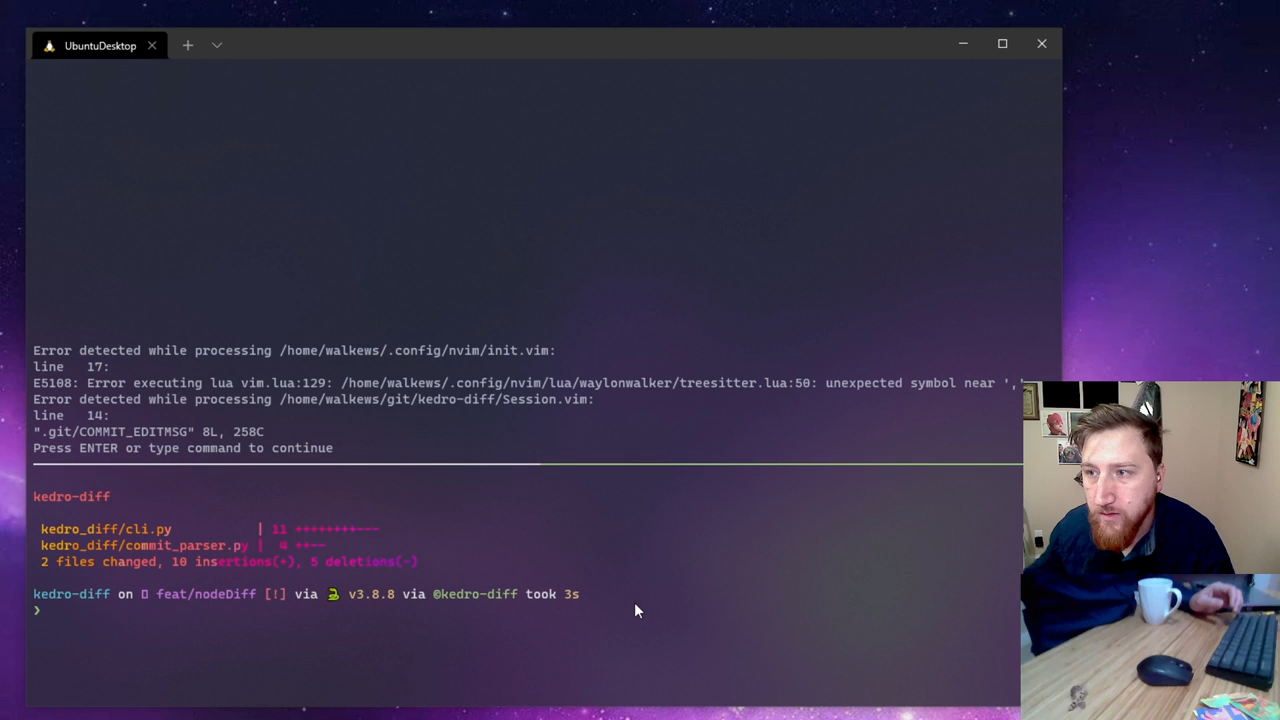 UbuntuDesktop
Error detected while processing /home/walkews/.config/nvim/init.vim:
line   17:
E5108: Error executing lua vim.lua:129: /home/walkews/.config/nvim/lua/waylonwalker/treesitter.lua:50: unexpected symbol near ','
Error detected while processing /home/walkews/git/kedro-diff/Session.vim:
line   14:
".git/COMMIT_EDITMSG" 8L, 258C
Press ENTER or type command to continue
kedro-diff
kedro_diff/cli.py           | 11 ++++++++---
kedro_diff/commit_parser.py |  4 ++--
2 files changed, 10 insertions(+), 5 deletions(-)
kedro-diff on feat/nodeDiff [!] via v3.8.8 via ©kedro-diff took 3s
❯